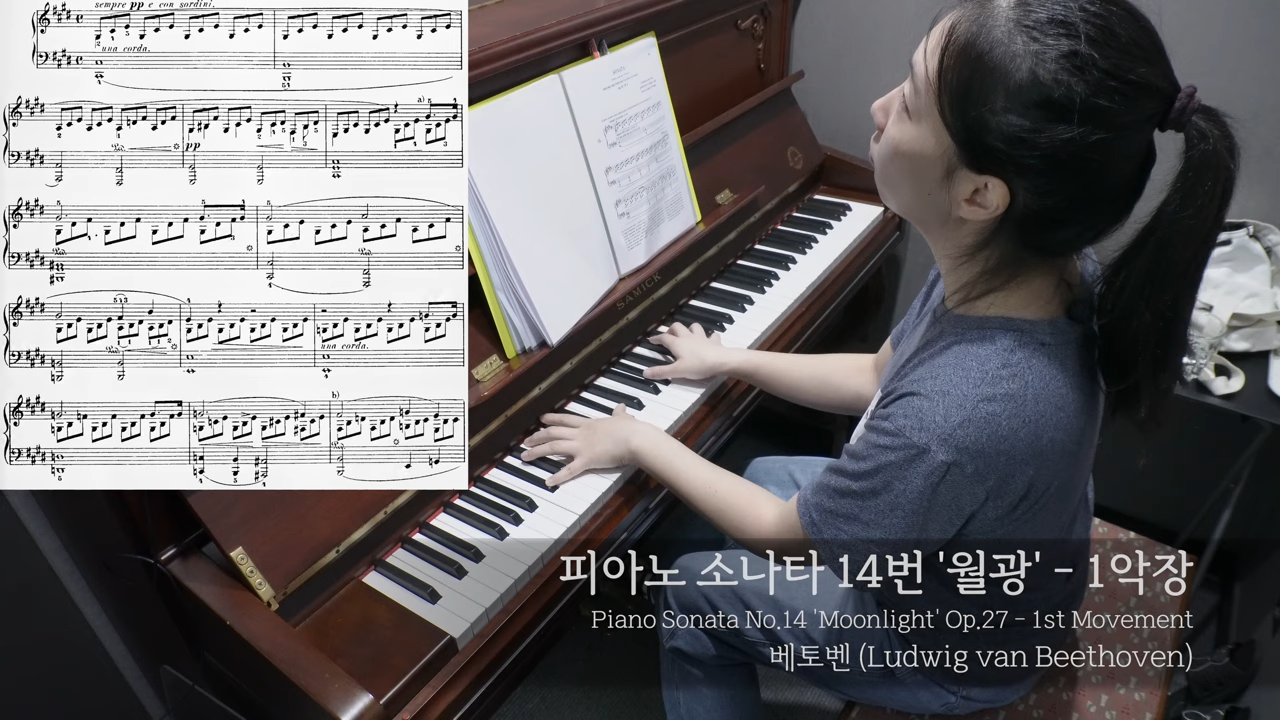 sempre pp e con sordini.
una corda.
pp
a)
una corda.
b)
SONATA
SAMICK
피아노 소나타 14번 '월광' - 1악장
Piano Sonata No.14 'Moonlight' Op.27 - 1st Movement
베토벤 (Ludwig van Beethoven)